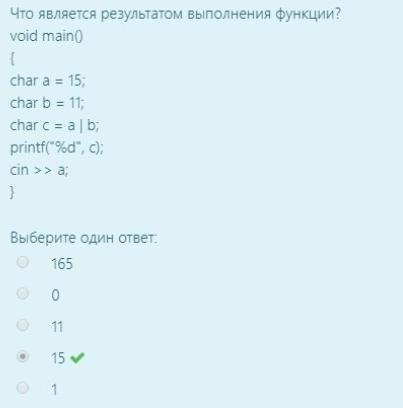 Что является результатом выполнения функции?
void main()
{
char a = 15;
char b = 11;
char c = a | b;
printf("%d", c);
cin >> a;
}
Выберите один ответ:
165
0
11
15
1